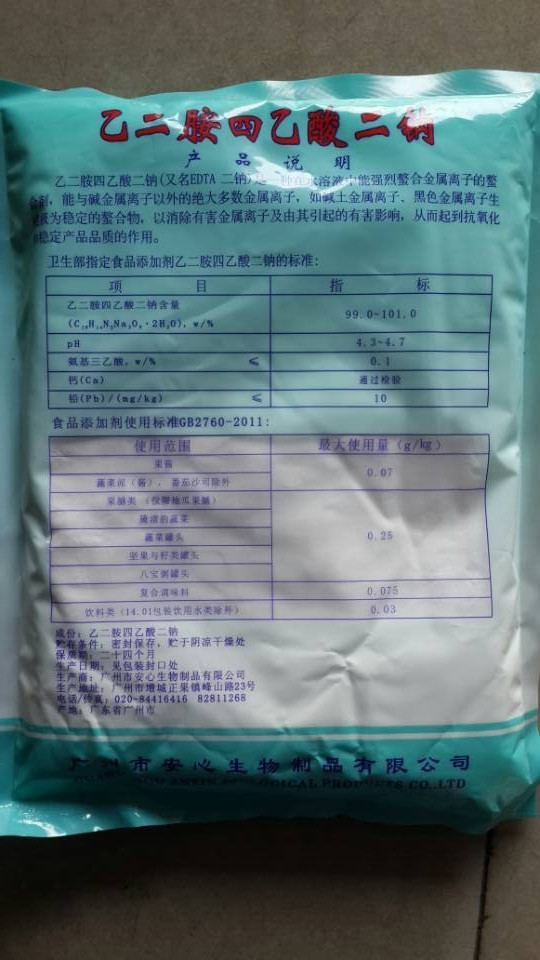 乙二胺四乙酸二钠
产品说明
乙二胺四乙酸二钠(又名EDTA 二钠)是一种在水溶液中能强烈螯合金属离子的螯
合剂，能与碱金属离子以外的绝大多数金属离子，如碱土金属离子、黑色金属离子生
成极为稳定的螯合物，以消除有害金属离子及由其引起的有害影响，从而起到抗氧化
稳定产品品质的作用。
卫生部指定食品添加剂乙二胺四乙酸二钠的标准:
项 目 指 标
乙二胺四乙酸二钠含量
(C₁₀H₁₄N₂Na₂O₈·2H₂O), w/% 99.0~101.0
pH 4.3~4.7
氨基三乙酸, w/% ≤ 0.1
钙(Ca) 通过检验
铅(Pb)/(mg/kg) ≤ 10
食品添加剂使用标准GB2760-2011:
使用范围 最大使用量(g/kg)
果酱 0.07
蔬菜泥(酱), 番茄沙司除外
果脯类(仅限地瓜果脯) 0.25
腌渍的蔬菜
蔬菜罐头
坚果与籽类罐头
八宝粥罐头
复合调味料 0.075
饮料类(14.01包装饮用水类除外) 0.03
成份: 乙二胺四乙酸二钠
贮存条件: 密封保存, 贮于阴凉干燥处
保质期: 二十四个月
生产日期: 见包装封口处
生产商: 广州市安心生物制品有限公司
生产地址: 广州市增城正果镇峰山路23号
电话/传真: 020-84416416 82811268
产地: 广东省广州市
广州市安心生物制品有限公司
GUANGZHOU ANXIN BIOLOGICAL PRODUCTS CO.,LTD